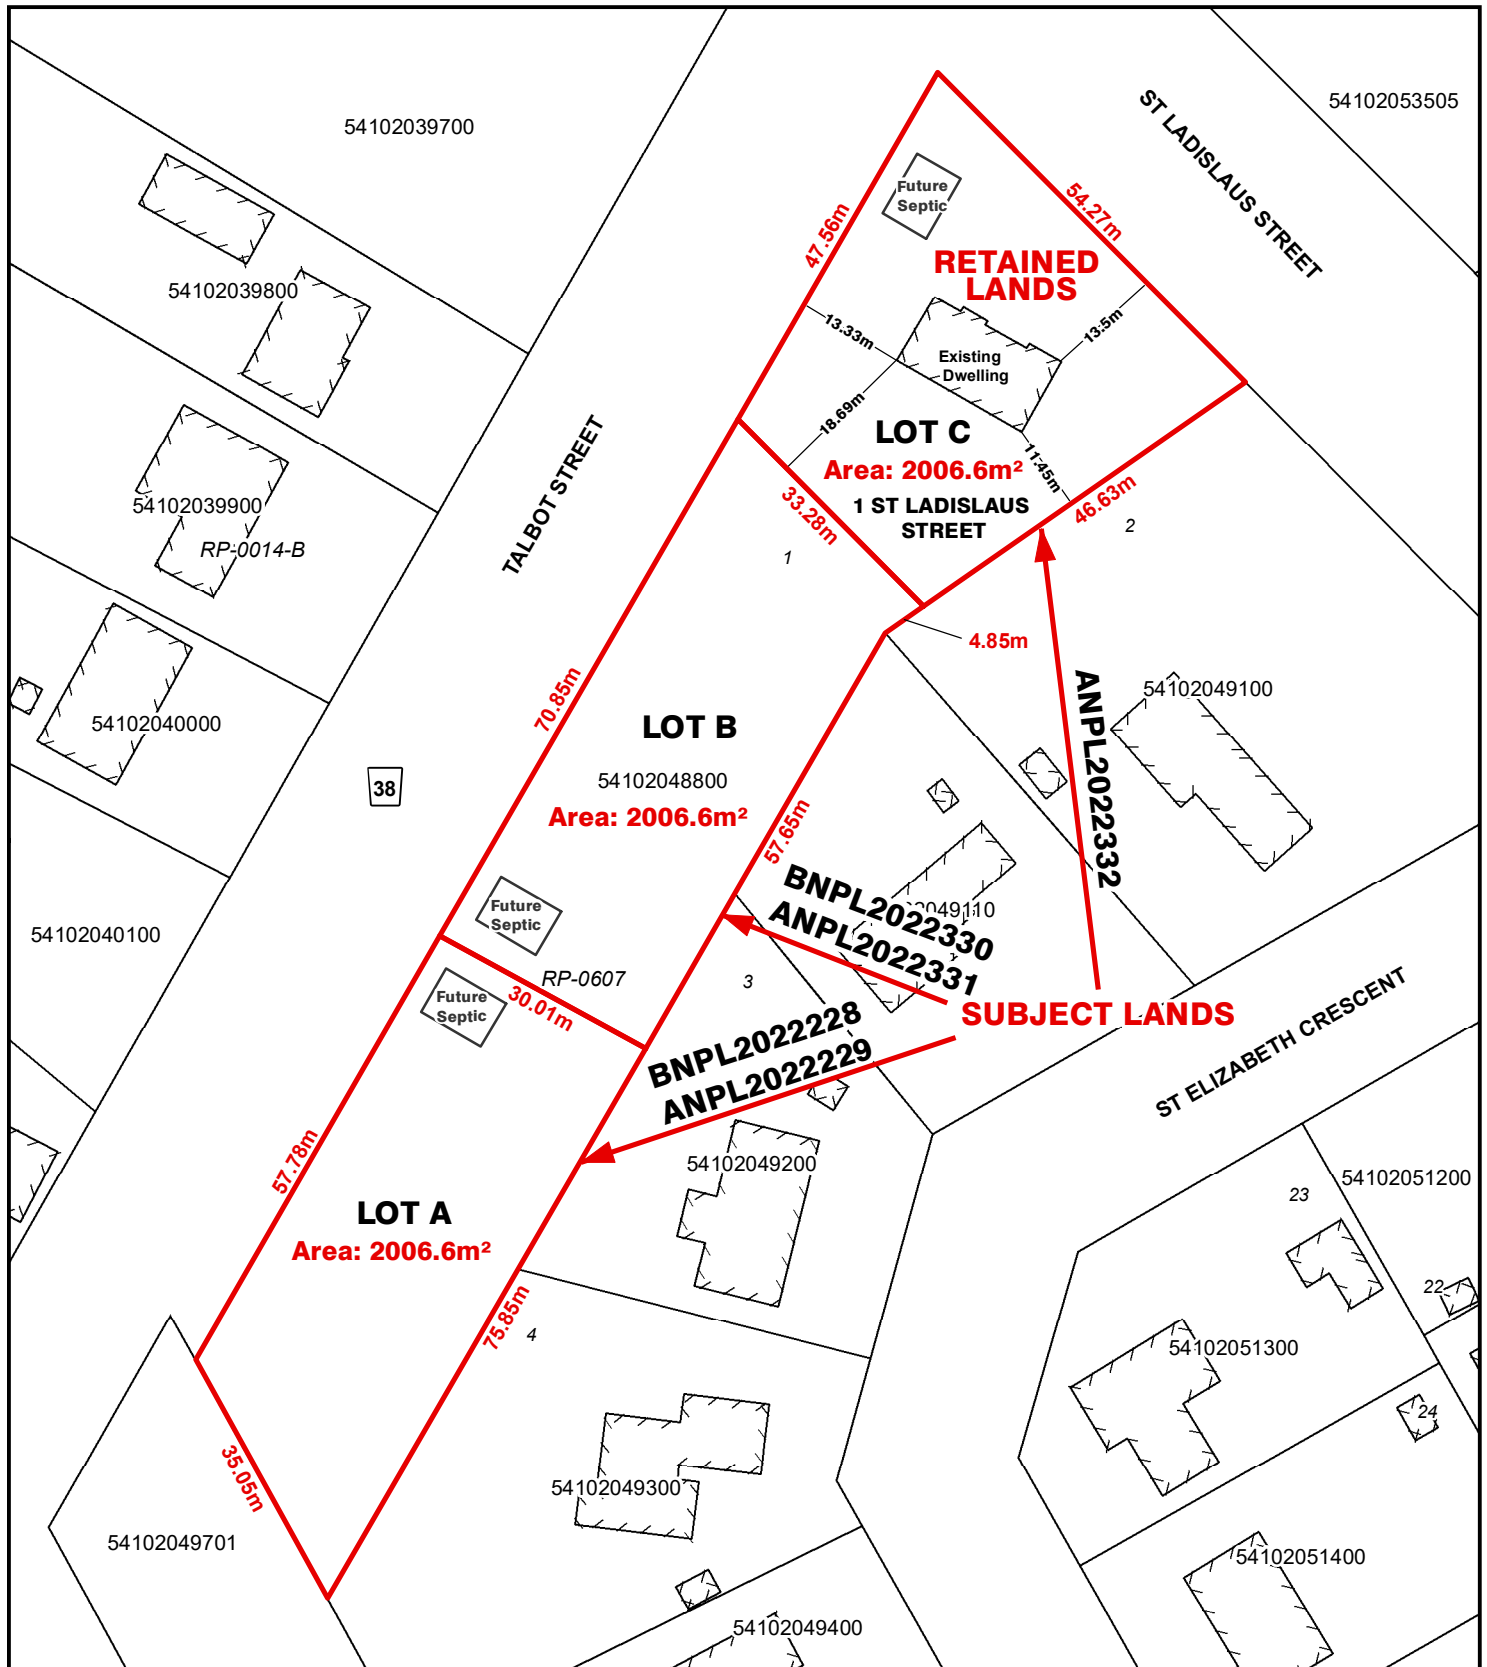 54102053505
54102039700
ST LADISLAUS STREET
Future
Septic
54.27m
47.56m
RETAINED
LANDS
54102039800
13.33m
13.5m
Existing
Dwelling
18.69m
LOT C
Area: 2006.6m²
11.45m
1 ST LADISLAUS
STREET
33.28m
46.63m
2
54102039900
RP-0014-B
TALBOT STREET
1
4.85m
54102049100
70.85m
54102040000
LOT B
54102048800
Area: 2006.6m²
38
ANPL2022332
57.65m
BNPL2022330
ANPL2022331
Future
Septic
54102040100
RP-0607
3
30.01m
Future
Septic
SUBJECT LANDS
BNPL2022228
ANPL2022229
ST ELIZABETH CRESCENT
57.78m
54102049200
54102051200
23
LOT A
Area: 2006.6m²
22
75.85m
4
54102051300
24
35.05m
54102049300
54102049701
54102051400
54102049400